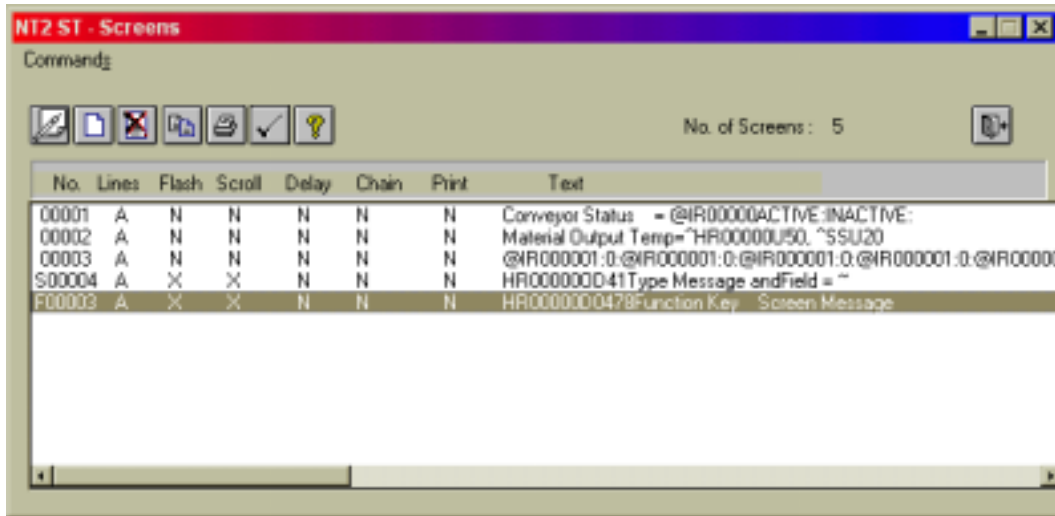 NT2 ST - Screens
Commands
No. of Screens : 5
No. Lines Flash Scroll Delay Chain Print Text
00001 A N N N N N Conveyor Status = @IR00000ACTIVE:INACTIVE:
00002 A N N N N N Material Output Temp=^HR00000U50, ^SSU20
00003 A N N N N N @IR000001:0:@IR000001:0:@IR000001:0:@IR000001:0:@IR00000
S00004 A X X N N N HR000000D41Type Message andField = ~
F00003 A X X N N N HR00000D0478Function Key Screen Message